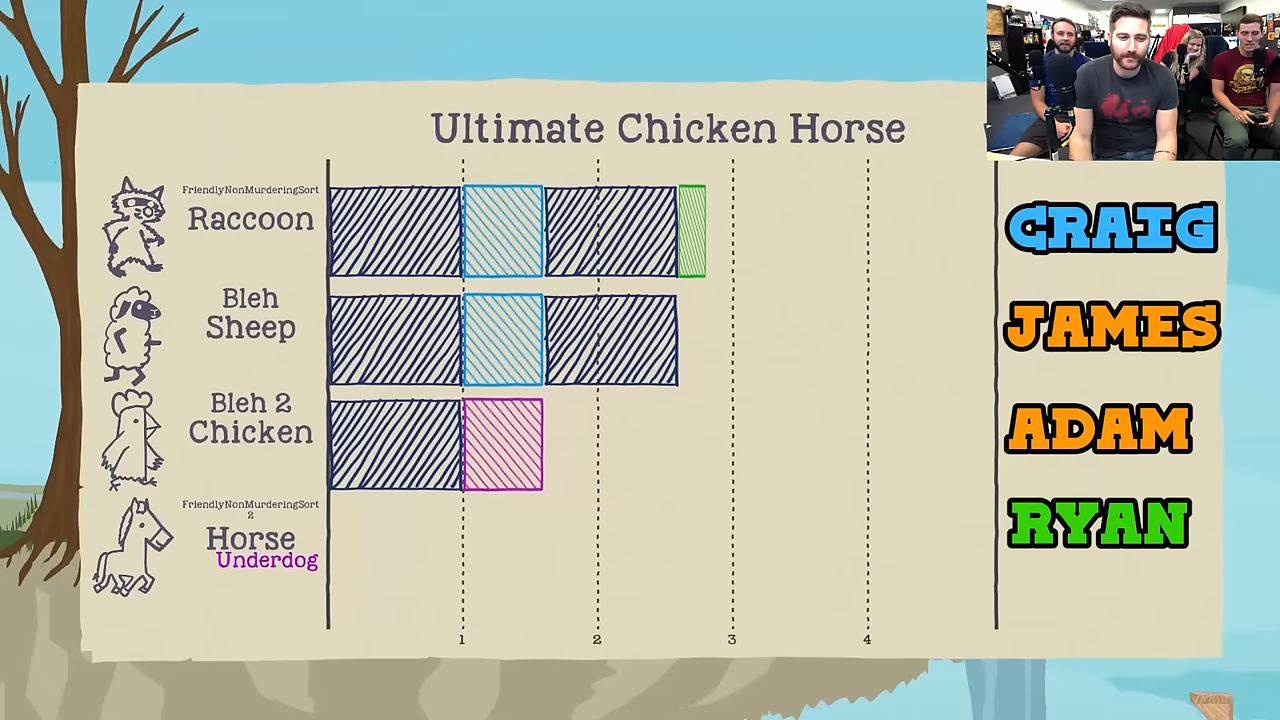 Ultimate Chicken Horse
FriendlyNonMurderingSort
Raccoon
CRAIG
Bleh
Sheep
JAMES
Bleh 2
Chicken
ADAM
FriendlyNonMurderingSort
2
Horse
Underdog
RYAN
1 2 3 4